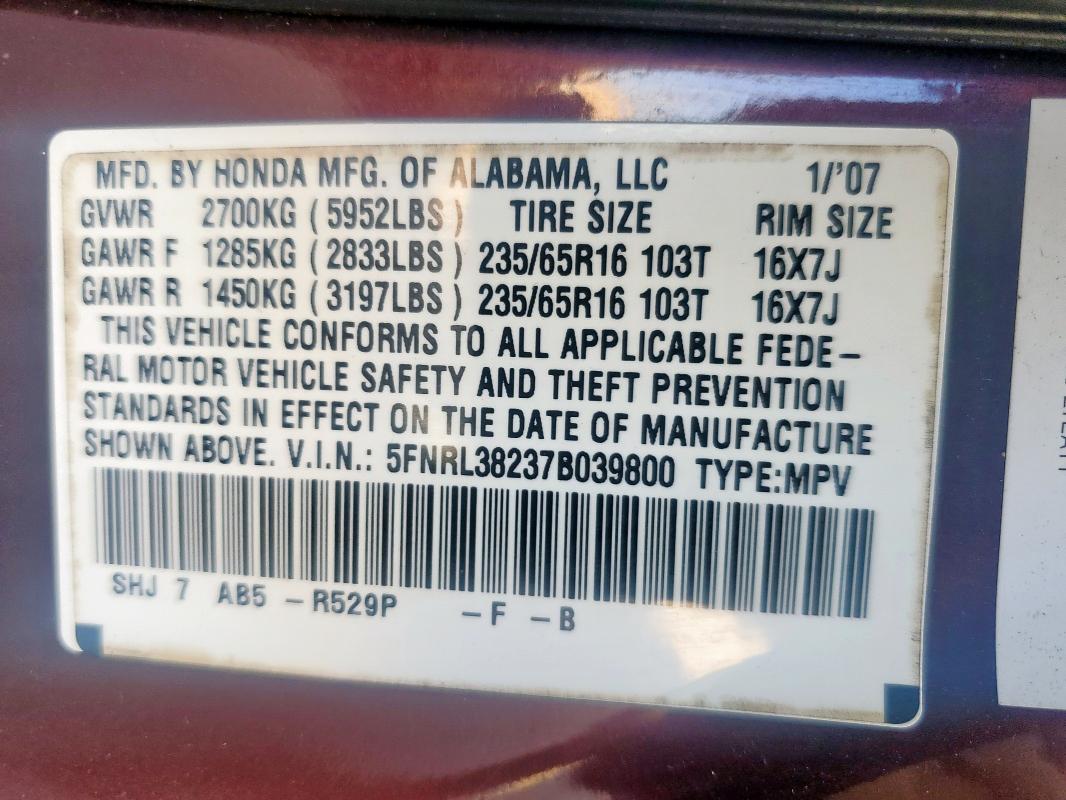 MFD. BY HONDA MFG. OF ALABAMA, LLC 1/'07
GVWR 2700KG ( 5952LBS ) TIRE SIZE RIM SIZE
GAWR F 1285KG ( 2833LBS ) 235/65R16 103T 16X7J
GAWR R 1450KG ( 3197LBS ) 235/65R16 103T 16X7J
THIS VEHICLE CONFORMS TO ALL APPLICABLE FEDE-
RAL MOTOR VEHICLE SAFETY AND THEFT PREVENTION
STANDARDS IN EFFECT ON THE DATE OF MANUFACTURE
SHOWN ABOVE. V.I.N.: 5FNRL38237B039800 TYPE:MPV
SHJ 7 AB5 -R529P -F -B